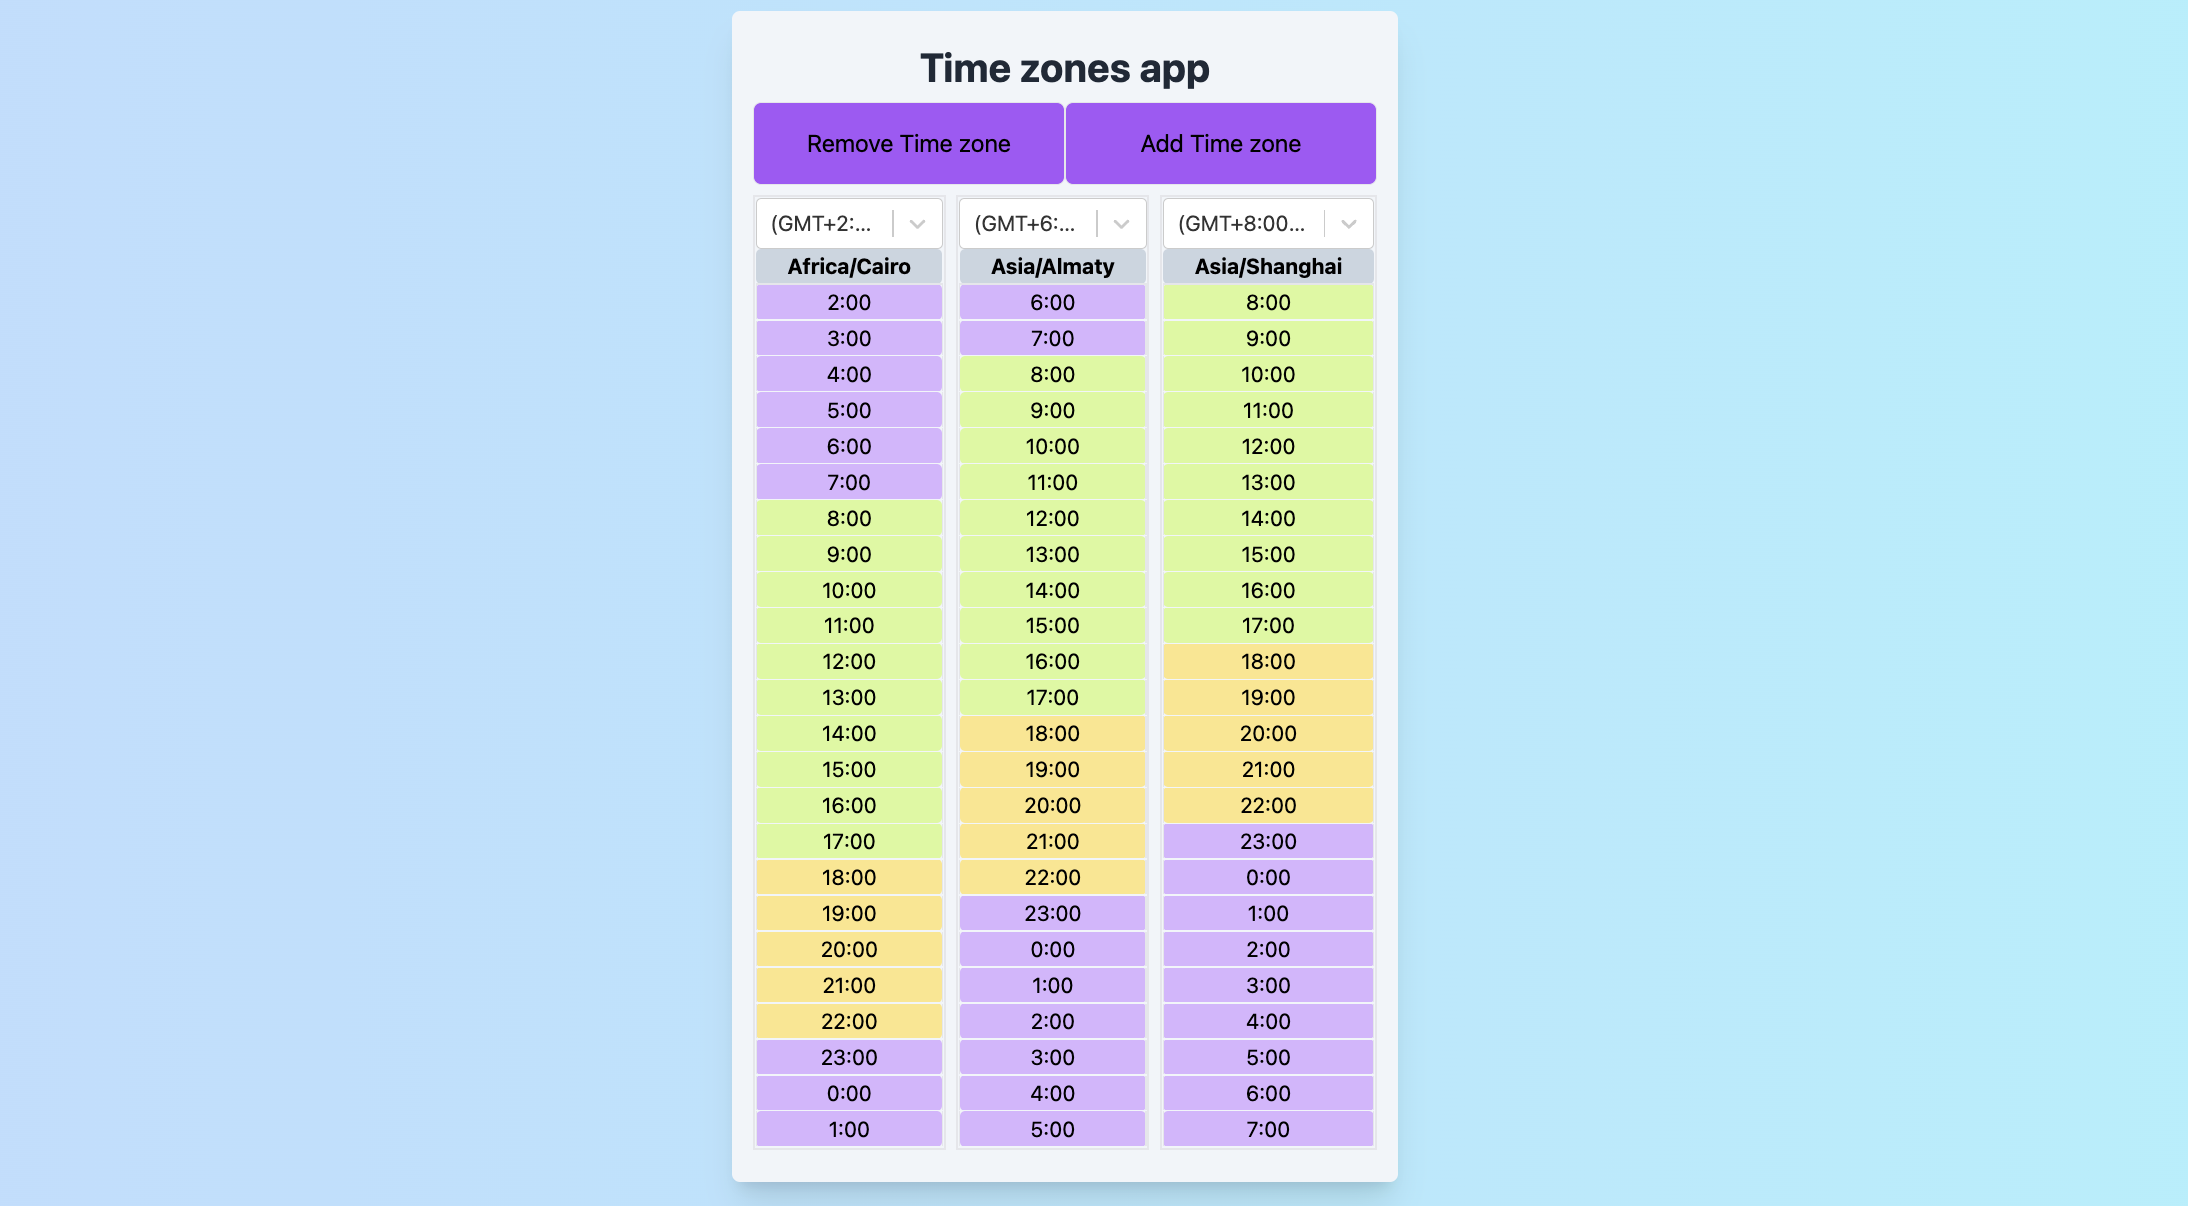 Time zones app
Remove Time zone Add Time zone
(GMT+2:... (GMT+6:... (GMT+8:00...
Africa/Cairo Asia/Almaty Asia/Shanghai
2:00 6:00 8:00
3:00 7:00 9:00
4:00 8:00 10:00
5:00 9:00 11:00
6:00 10:00 12:00
7:00 11:00 13:00
8:00 12:00 14:00
9:00 13:00 15:00
10:00 14:00 16:00
11:00 15:00 17:00
12:00 16:00 18:00
13:00 17:00 19:00
14:00 18:00 20:00
15:00 19:00 21:00
16:00 20:00 22:00
17:00 21:00 23:00
18:00 22:00 0:00
19:00 23:00 1:00
20:00 0:00 2:00
21:00 1:00 3:00
22:00 2:00 4:00
23:00 3:00 5:00
0:00 4:00 6:00
1:00 5:00 7:00